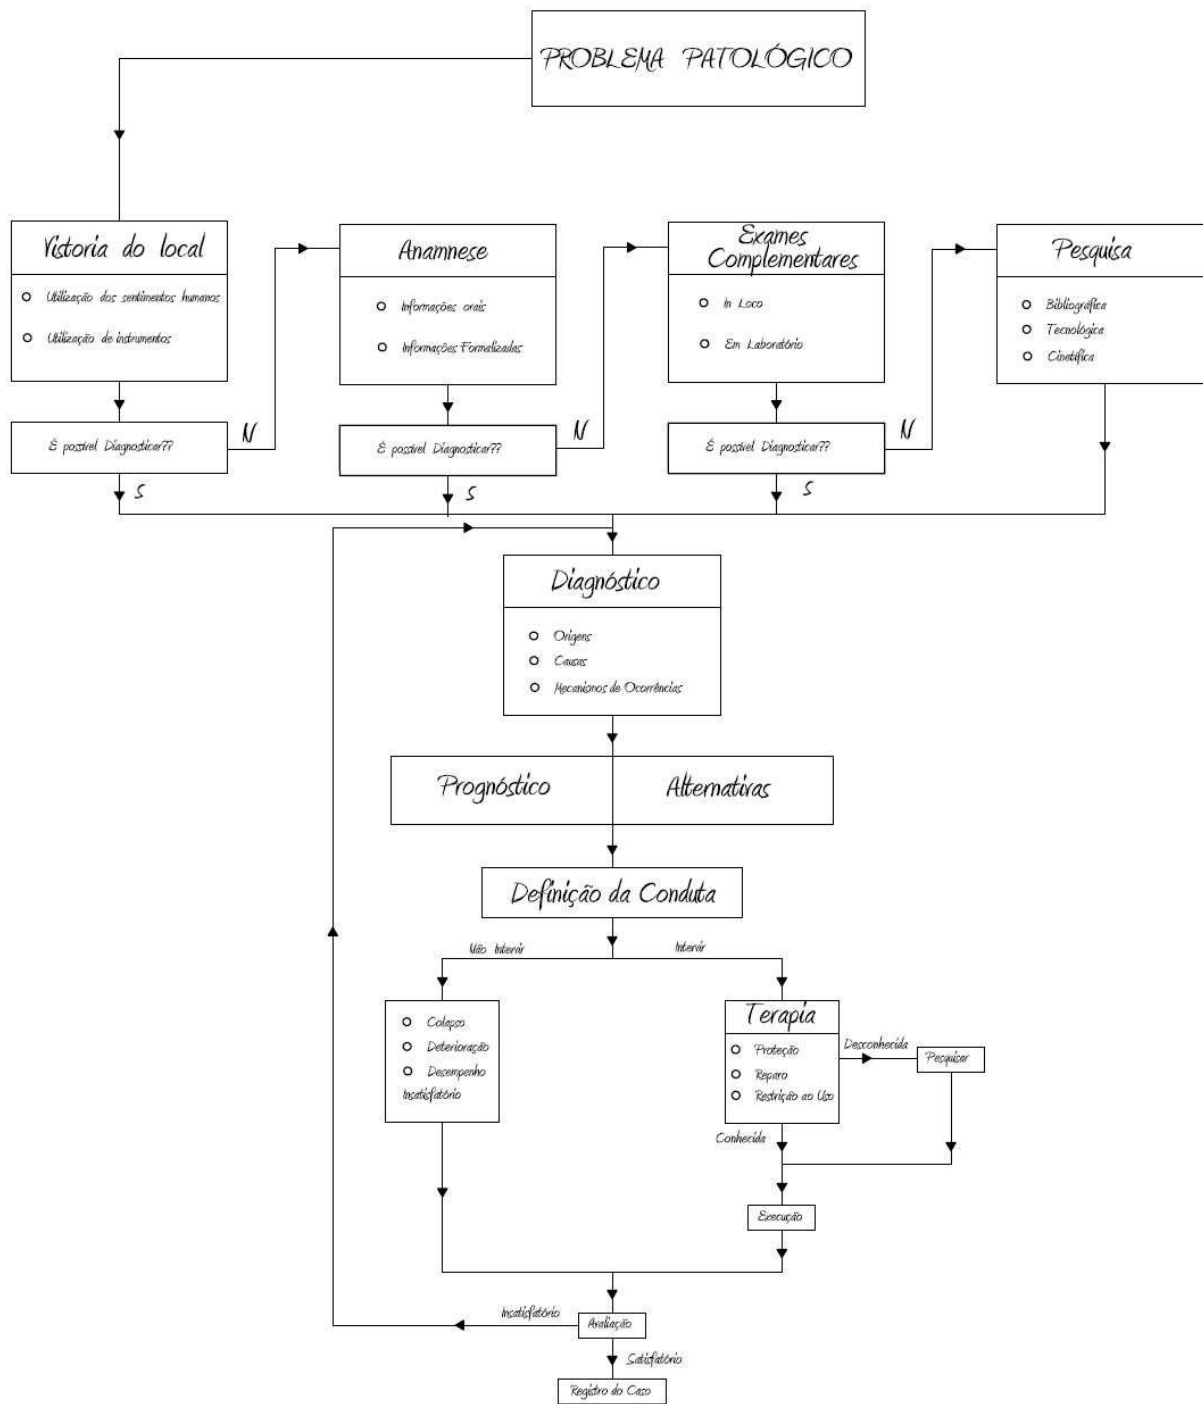 PROBLEMA PATOLÓGICO
Vistoria do local
Utilização dos sentimentos humanos
Utilização de instrumentos
É possível Diagnosticar??
N
S
Anamnese
Informações orais
Informações Formalizadas
É possível Diagnosticar??
N
S
Exames
Complementares
In Loco
Em Laboratório
É possível Diagnosticar??
N
S
Pesquisa
Bibliográfica
Tecnológica
Cinetífica
Diagnóstico
Origens
Causas
Mecanismos de Ocorrências
Prognóstico
Alternativas
Definição da Conduta
Não Intervir
Intervir
Colapso
Deterioração
Desempenho
Insatisfatório
Terapia
Proteção
Reparo
Restrição ao Uso
Desconhecida
Pesquisar
Conhecida
Execução
Insatisfatório
Avaliação
Satisfatório
Registro do Caso